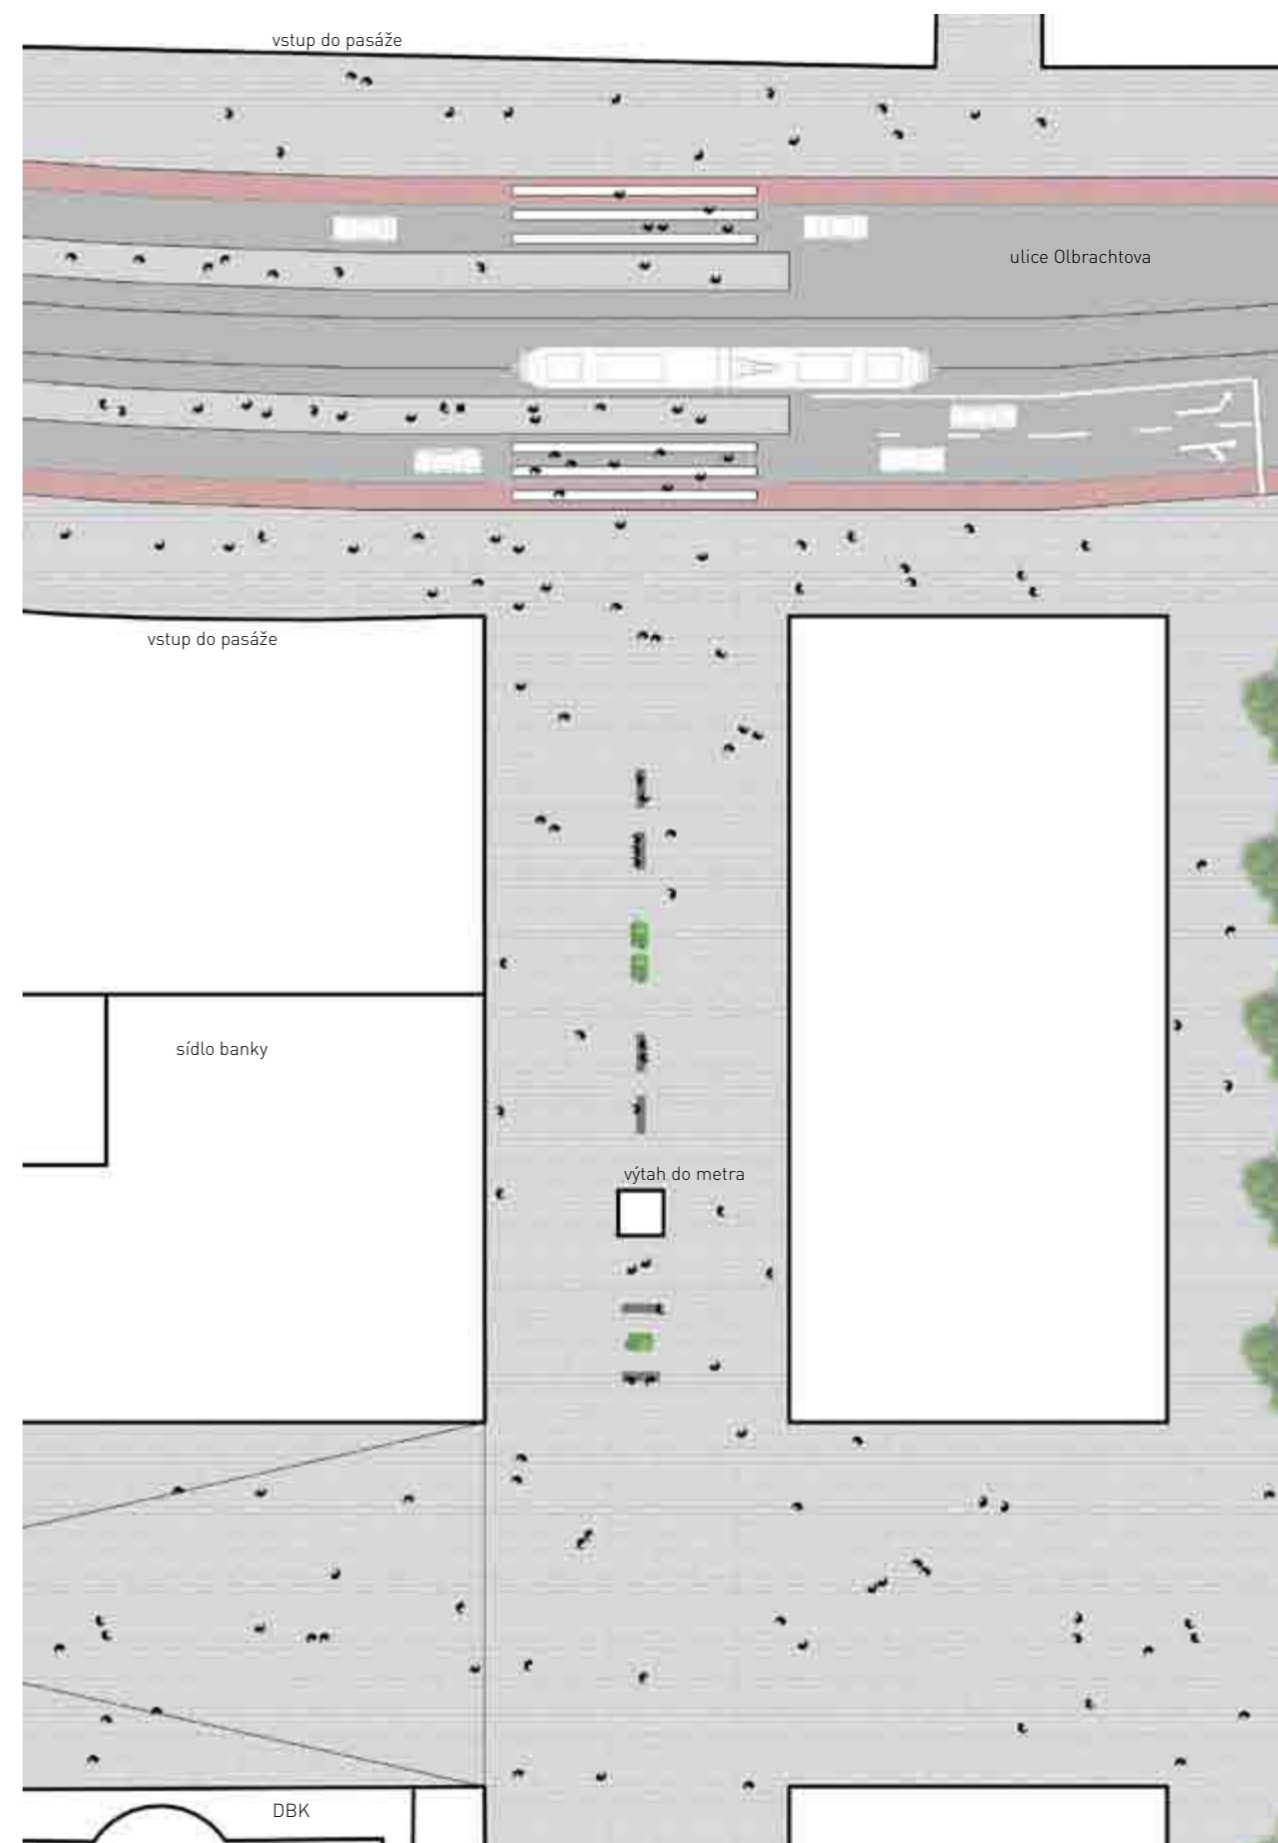 vstup do pasáže
ulice Olbrachtova
vstup do pasáže
sídlo banky
výtah do metra
DBK